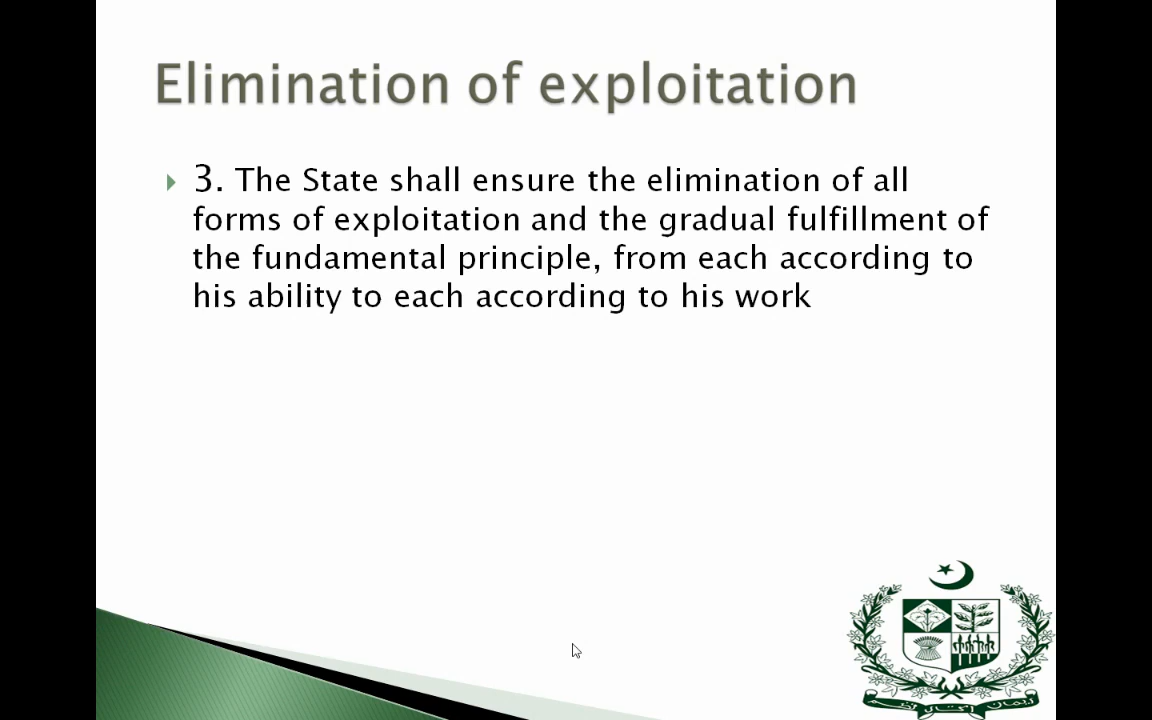 Elimination of exploitation
3. The State shall ensure the elimination of all
forms of exploitation and the gradual fulfillment of
the fundamental principle, from each according to
his ability to each according to his work